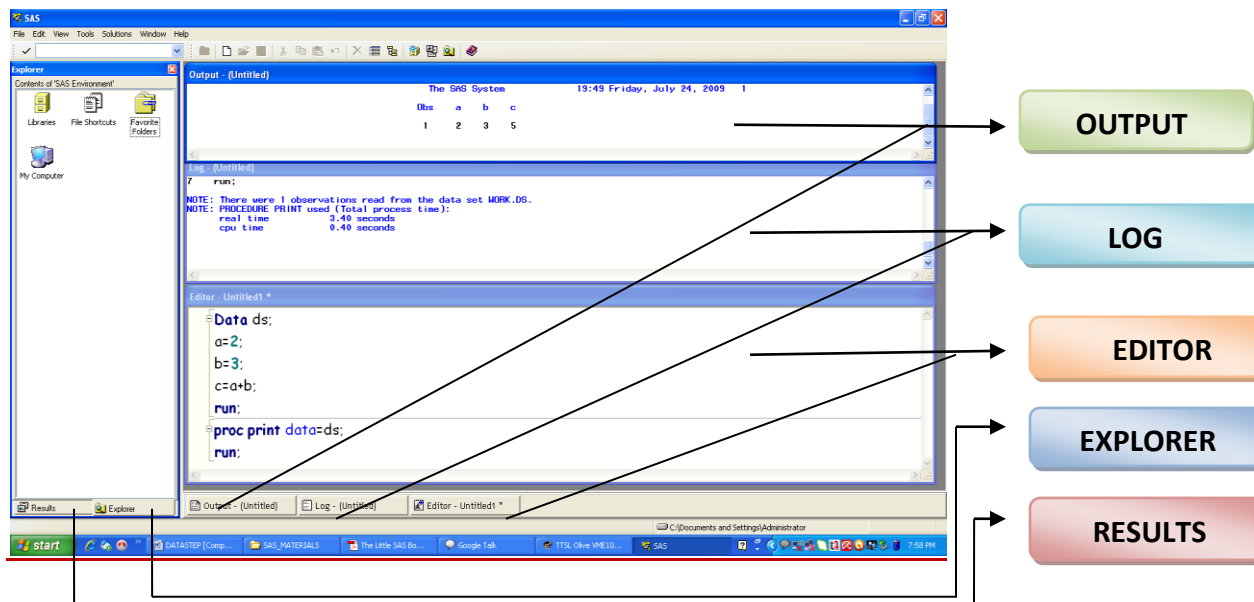 SAS
File Edit View Tools Solutions Window Help
Explorer
Contents of 'SAS Environment'
Libraries
File Shortcuts
Favorite Folders
My Computer
Output - (Untitled)
The SAS System 19:49 Friday, July 24, 2009 1
Obs a b c
1 2 3 5
Log - (Untitled)
7 run;
NOTE: There were 1 observations read from the data set WORK.DS.
NOTE: PROCEDURE PRINT used (Total process time):
real time 3.40 seconds
cpu time 0.40 seconds
Editor - Untitled1 *
Data ds;
a=2;
b=3;
c=a+b;
run;
proc print data=ds;
run;
Results
Explorer
Output - (Untitled)
Log - (Untitled)
Editor - Untitled1 *
C:\Documents and Settings\Administrator
start
DATASTEP [Comp...
SAS_MATERIALS
The Little SAS Bo...
Google Talk
TTSL Olive VME10...
SAS
7:58 PM
OUTPUT
LOG
EDITOR
EXPLORER
RESULTS